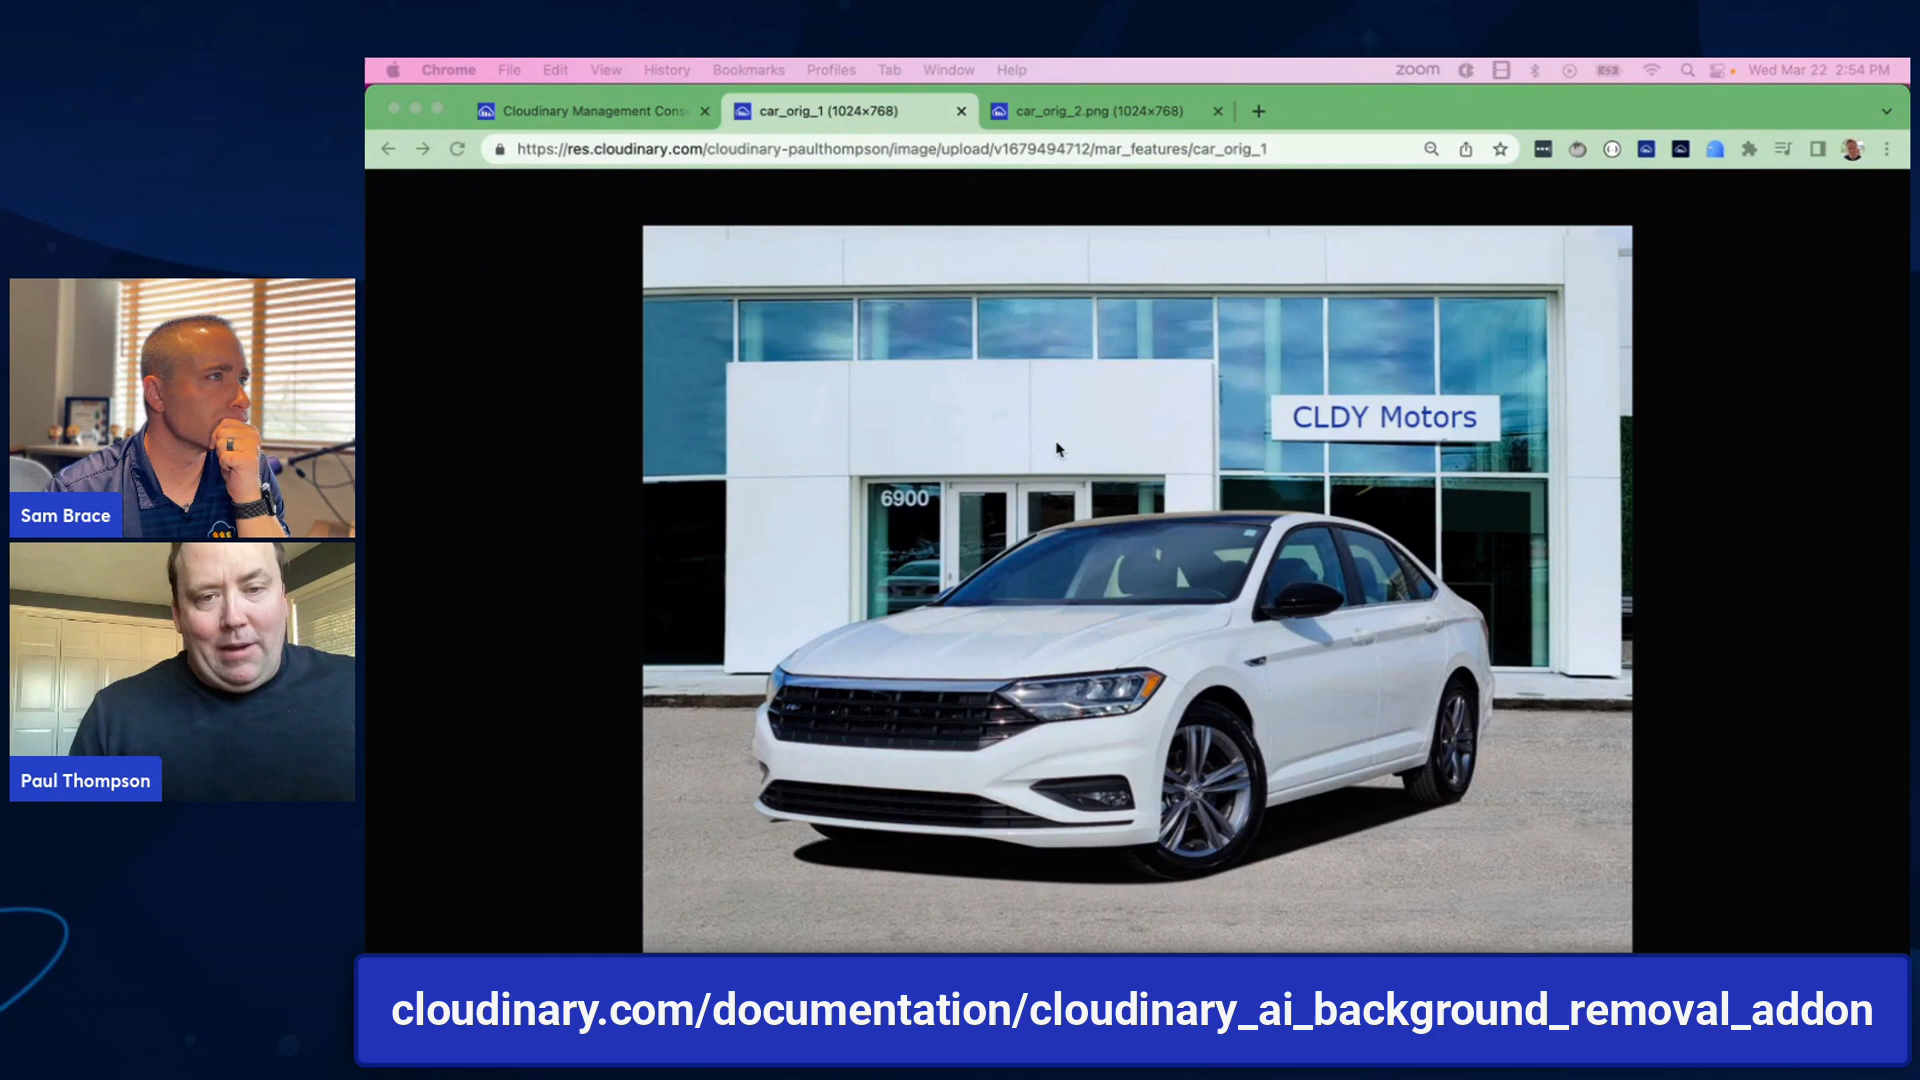 Chrome File Edit View History Bookmarks Profiles Tab Window Help zoom Wed Mar 22 2:54 PM
Cloudinary Management Cons car_orig_1 (1024×768) car_orig_2.png (1024×768)
https://res.cloudinary.com/cloudinary-paulthompson/image/upload/v1679494712/mar_features/car_orig_1
CLDY Motors
6900
Sam Brace
Paul Thompson
cloudinary.com/documentation/cloudinary_ai_background_removal_addon